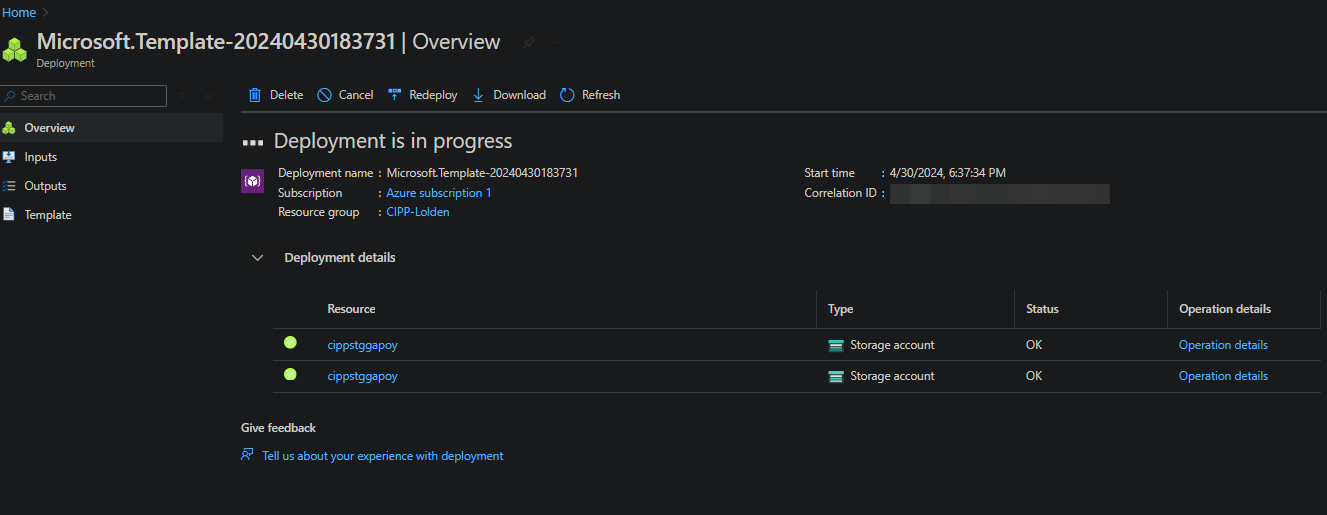 Home >
Microsoft.Template-20240430183731 | Overview
Deployment
Search
Delete Cancel Redeploy Download Refresh
Overview
Inputs
Outputs
Template
Deployment is in progress
Deployment name : Microsoft.Template-20240430183731 Start time : 4/30/2024, 6:37:34 PM
Subscription : Azure subscription 1 Correlation ID :
Resource group : CIPP-Lolden
Deployment details
Resource Type Status Operation details
cippstggapoy Storage account OK Operation details
cippstggapoy Storage account OK Operation details
Give feedback
Tell us about your experience with deployment